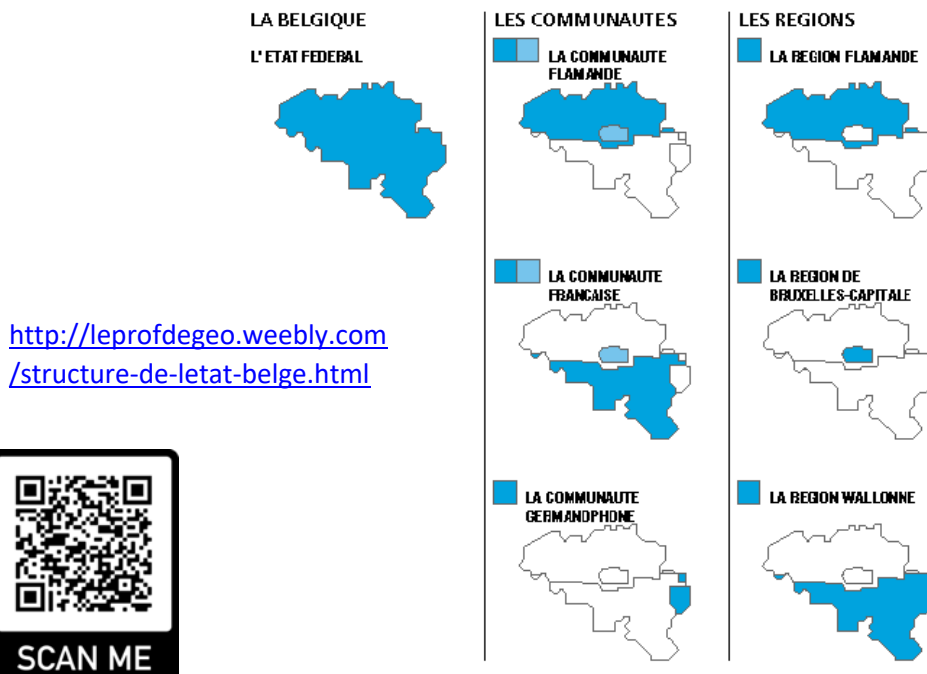 LA BELGIQUE
L'ETAT FEDERAL
LES COMMUNAUTES
LA COMMUNAUTE
FLAMANDE
LA COMMUNAUTE
FRANCAISE
LA COMMUNAUTE
GERMANOPHONE
LES REGIONS
LA REGION FLAMANDE
LA REGION DE
BRUXELLES-CAPITALE
LA REGION WALLONNE
http://leprofdegeo.weebly.com
/structure-de-letat-belge.html
SCAN ME